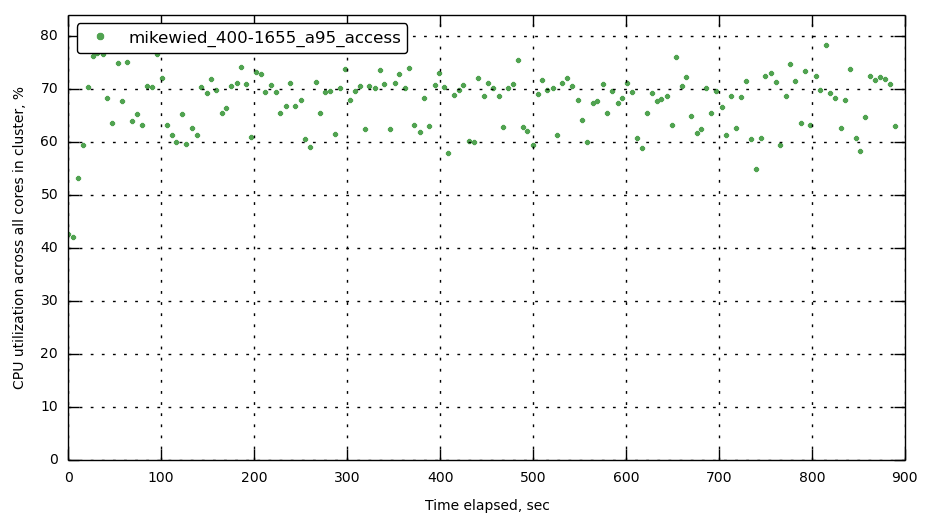 mikewied_400-1655_a95_access
CPU utilization across all cores in cluster, %
80
70
60
50
40
30
20
10
0
0 100 200 300 400 500 600 700 800 900
Time elapsed, sec